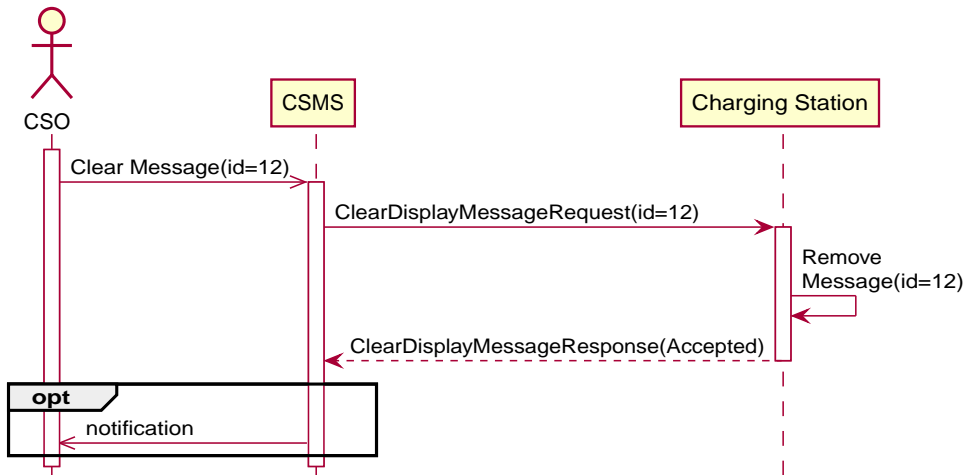 CSO
CSMS
Charging Station
Clear Message(id=12)
ClearDisplayMessageRequest(id=12)
Remove
Message(id=12)
ClearDisplayMessageResponse(Accepted)
opt
notification